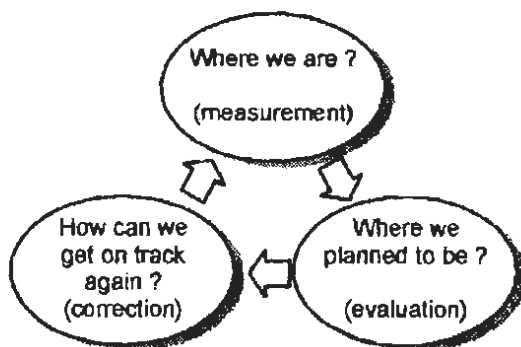 Where we are ?
(measurement)
How can we
get on track
again ?
(correction)
Where we
planned to be ?
(evaluation)